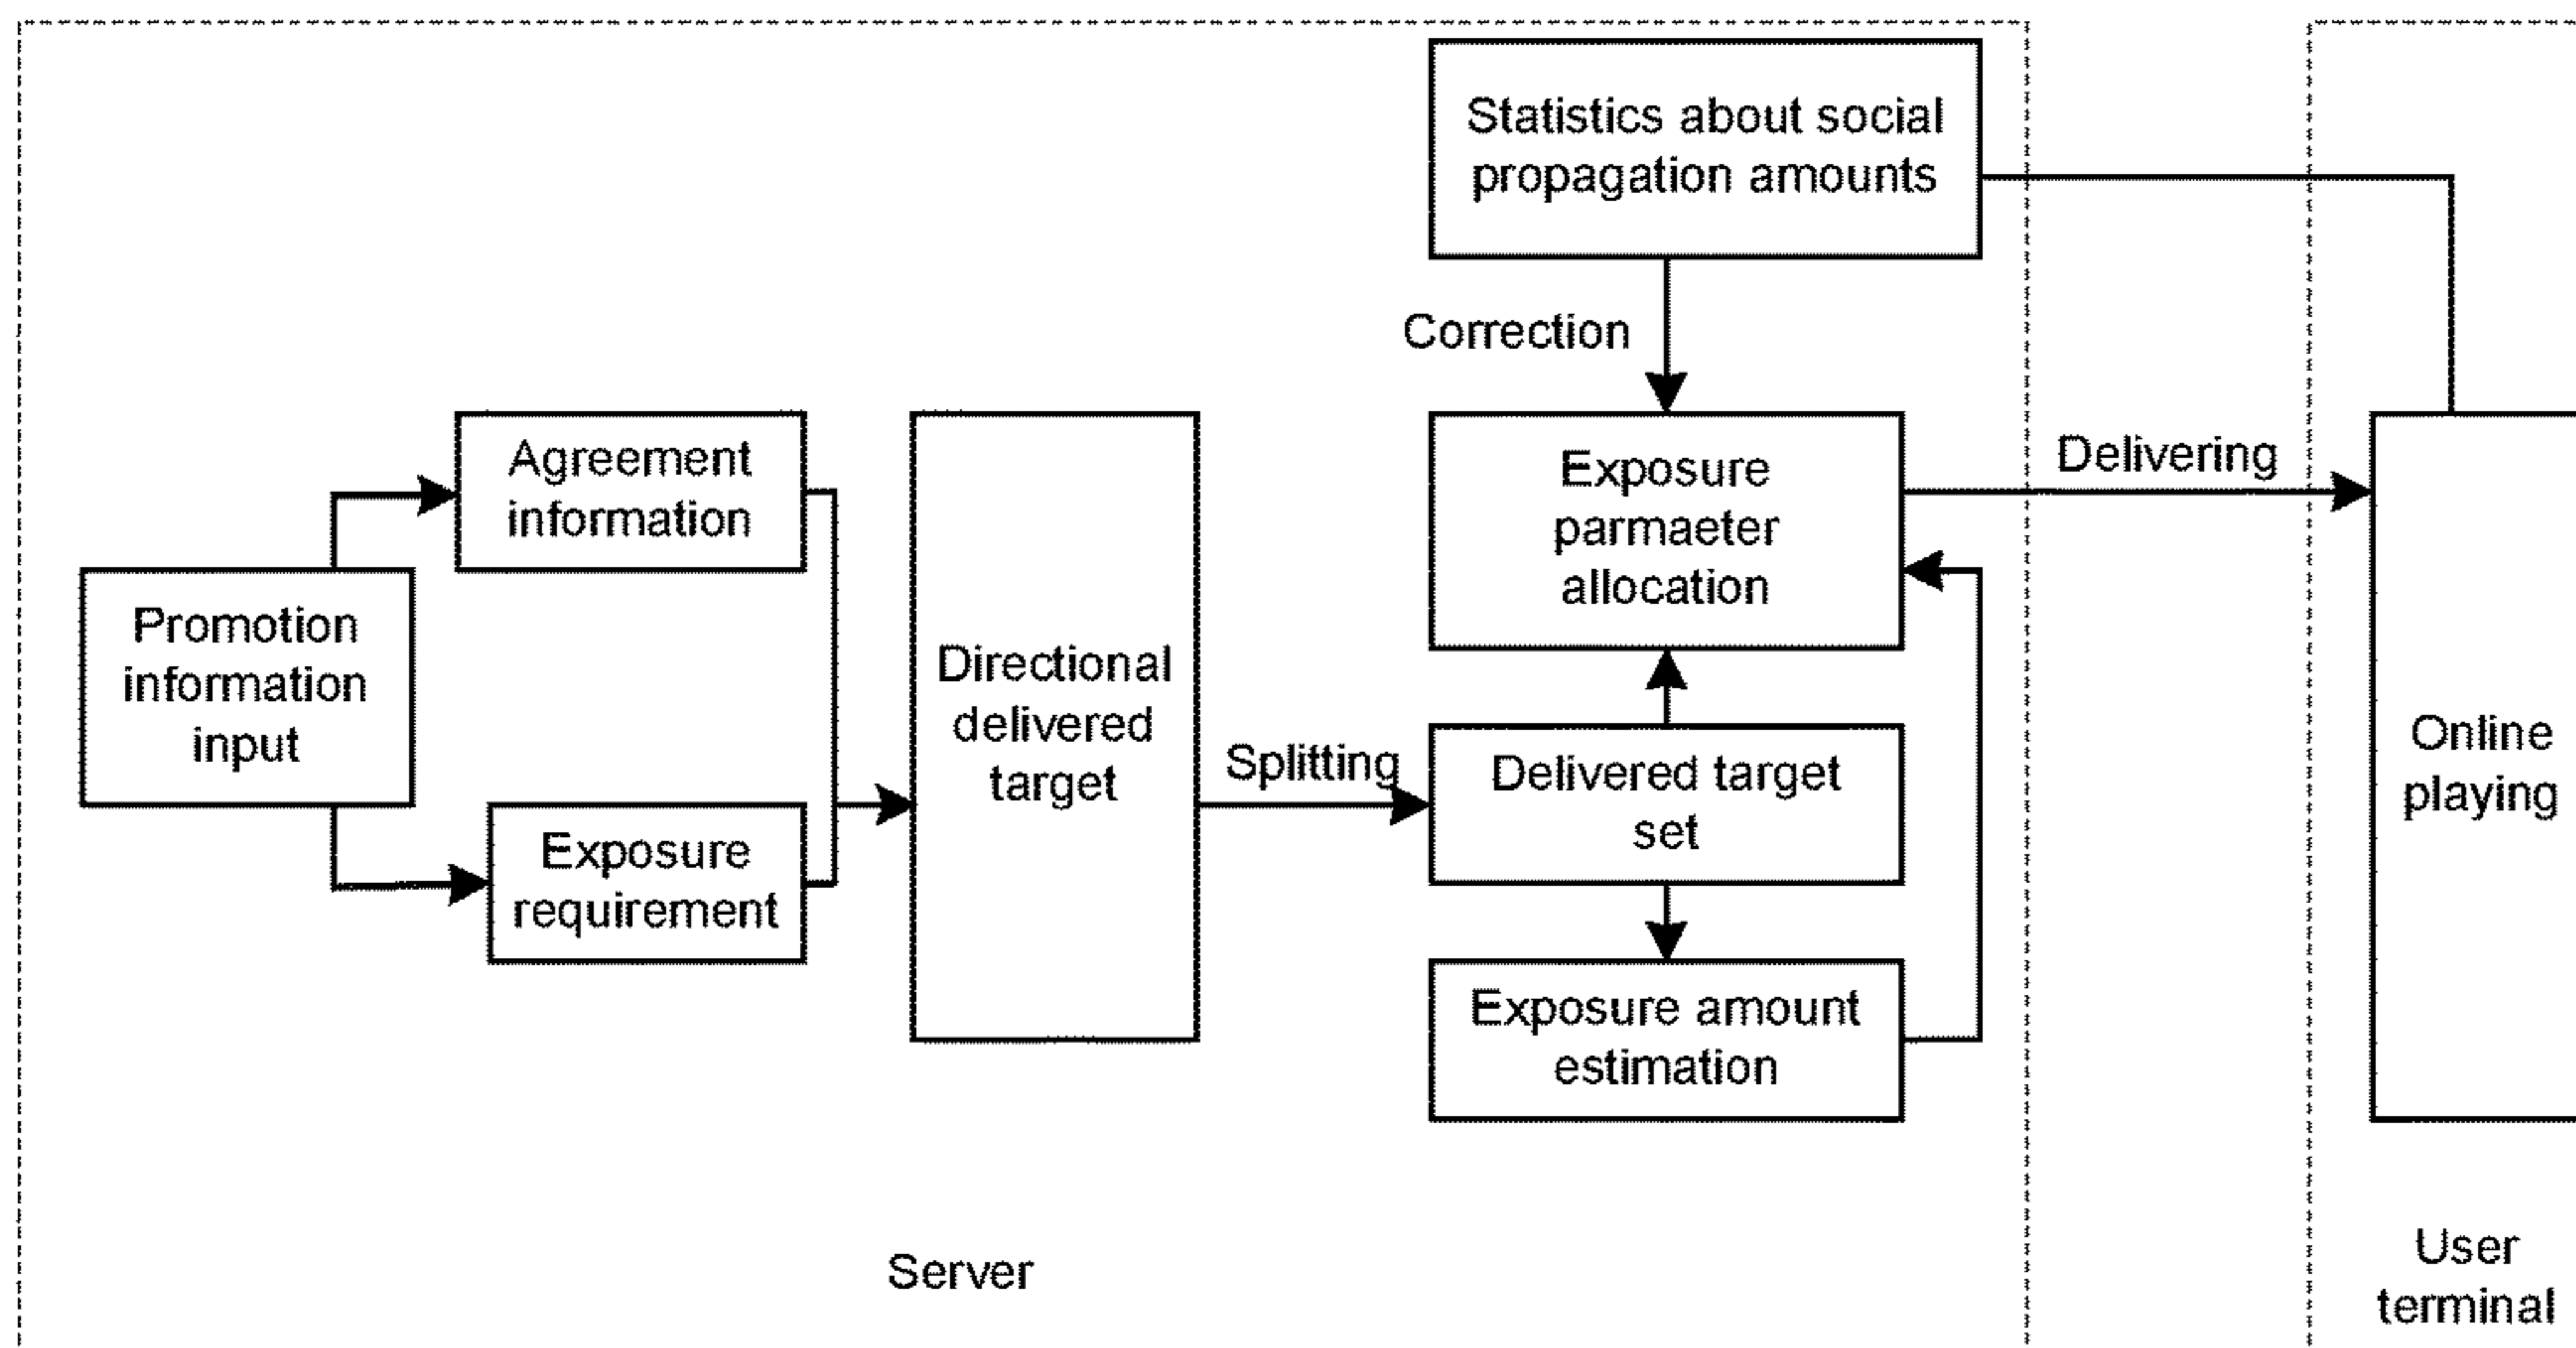 Statistics about social
propagation amounts
Correction
Agreement
information
Exposure
parmaeter
allocation
Delivering
Promotion
information
input
Directional
delivered
target
Splitting
Delivered target
set
Online
playing
Exposure
requirement
Exposure amount
estimation
Server
User
terminal